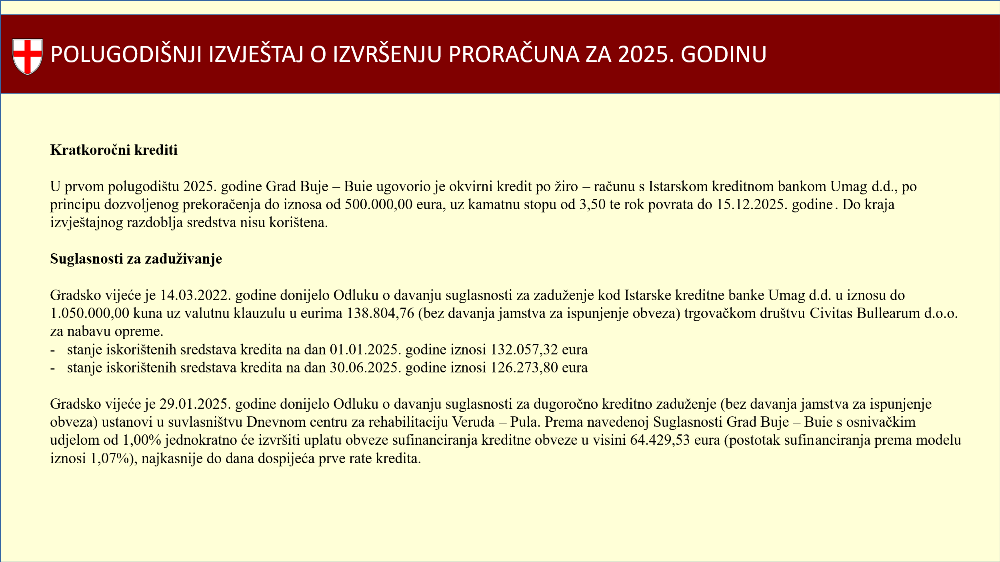 POLUGODIŠNJI IZVJEŠTAJ O IZVRŠENJU PRORAČUNA ZA 2025. GODINU
Kratkoročni krediti
U prvom polugodištu 2025. godine Grad Buje – Buie ugovorio je okvirni kredit po žiro – računu s Istarskom kreditnom bankom Umag d.d., po
principu dozvoljenog prekoračenja do iznosa od 500.000,00 eura, uz kamatnu stopu od 3,50 te rok povrata do 15.12.2025. godine. Do kraja
izvještajnog razdoblja sredstva nisu korištena.
Suglasnosti za zaduživanje
Gradsko vijeće je 14.03.2022. godine donijelo Odluku o davanju suglasnosti za zaduženje kod Istarske kreditne banke Umag d.d. u iznosu do
1.050.000,00 kuna uz valutnu klauzulu u eurima 138.804,76 (bez davanja jamstva za ispunjenje obveza) trgovačkom društvu Civitas Bullearum d.o.o.
za nabavu opreme.
- stanje iskorištenih sredstava kredita na dan 01.01.2025. godine iznosi 132.057,32 eura
- stanje iskorištenih sredstava kredita na dan 30.06.2025. godine iznosi 126.273,80 eura
Gradsko vijeće je 29.01.2025. godine donijelo Odluku o davanju suglasnosti za dugoročno kreditno zaduženje (bez davanja jamstva za ispunjenje
obveza) ustanovi u suvlasništvu Dnevnom centru za rehabilitaciju Veruda – Pula. Prema navedenoj Suglasnosti Grad Buje – Buie s osnivačkim
udjelom od 1,00% jednokratno će izvršiti uplatu obveze sufinanciranja kreditne obveze u visini 64.429,53 eura (postotak sufinanciranja prema modelu
iznosi 1,07%), najkasnije do dana dospijeća prve rate kredita.